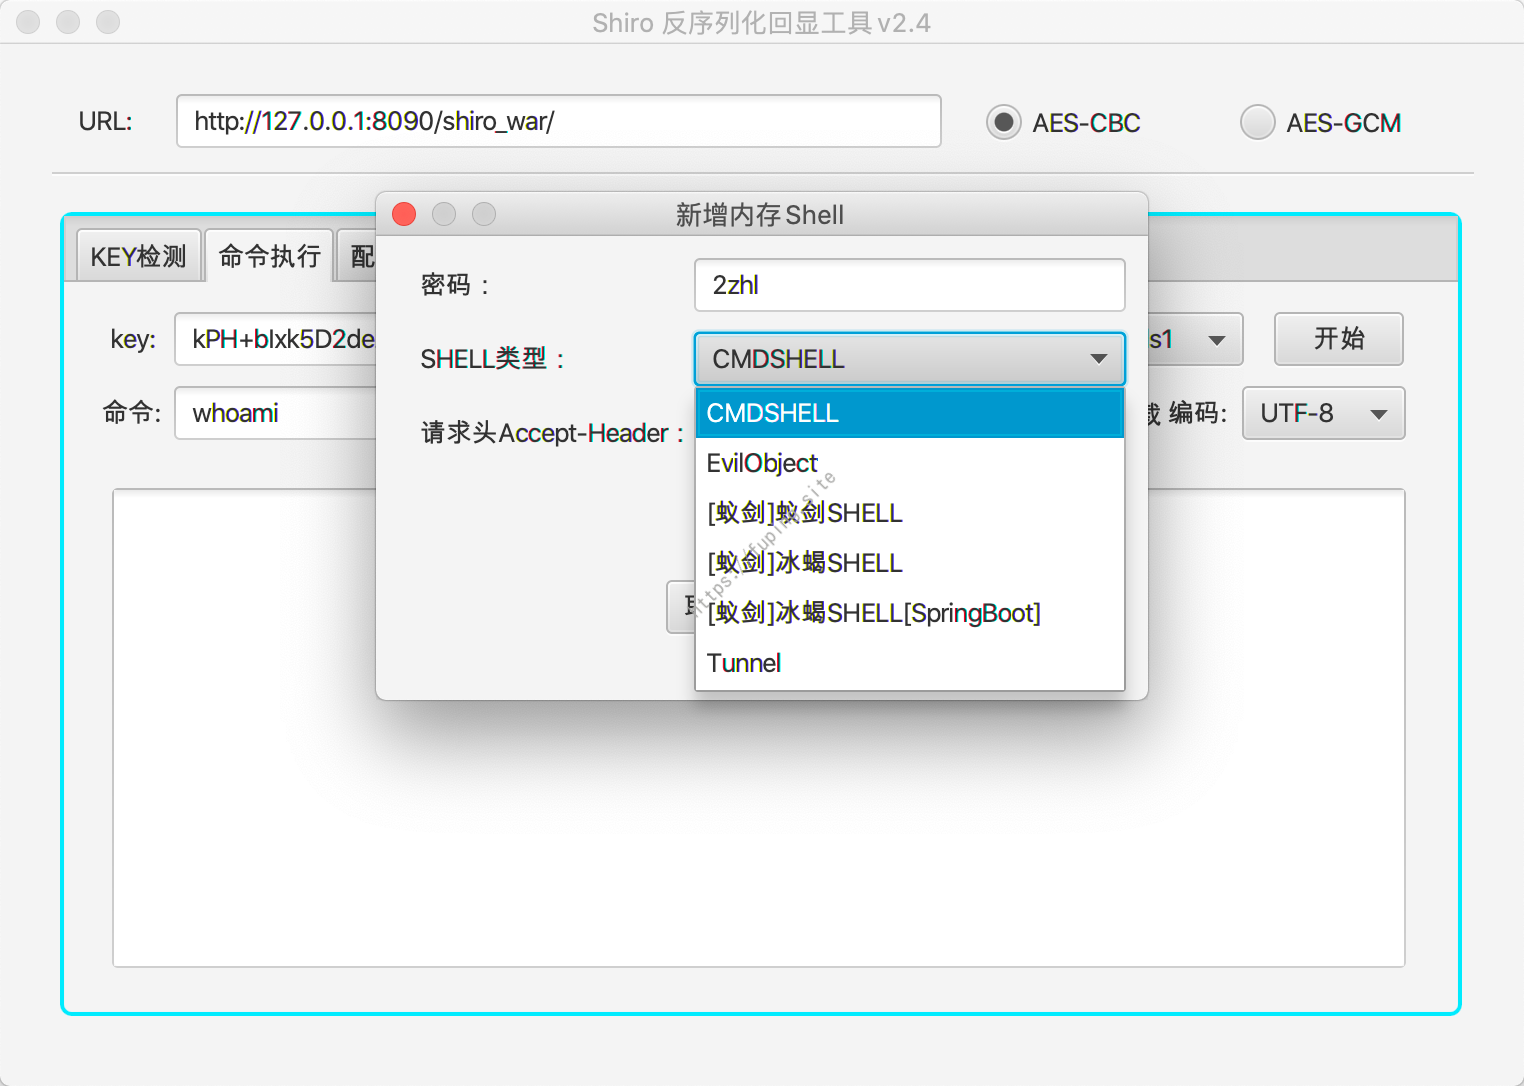 Shiro 反序列化回显工具 v2.4
URL: http://127.0.0.1:8090/shiro_war/ AES-CBC AES-GCM
新增内存Shell
KEY检测 命令执行 配
密码： 2zhl
key: kPH+bIxk5D2de s1 开始
SHELL类型： CMDSHELL
命令: whoami 编码: UTF-8
请求头Accept-Header：
CMDSHELL
EvilObject
[蚁剑]蚁剑SHELL
[蚁剑]冰蝎SHELL
[蚁剑]冰蝎SHELL[SpringBoot]
Tunnel
https://fuping.site